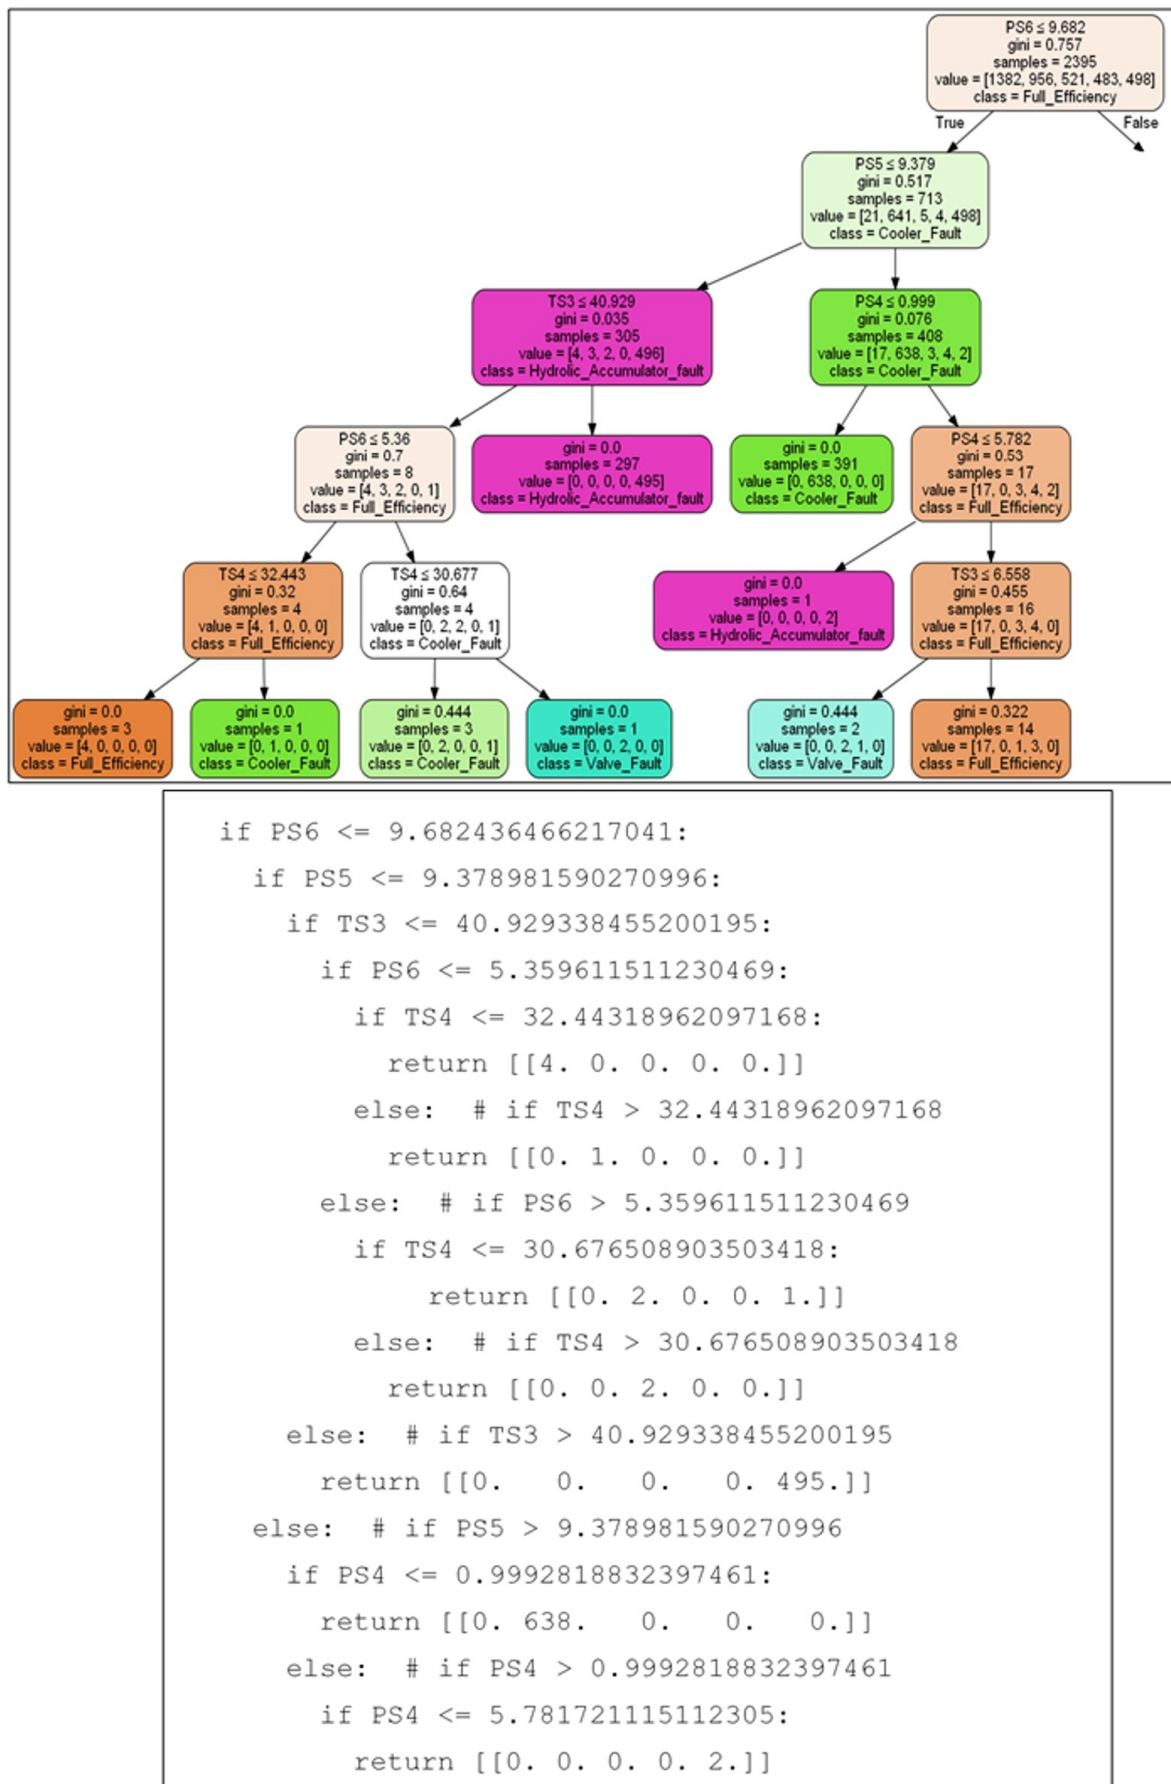 PS6 ≤ 9.682
gini = 0.757
samples = 2395
value = [1382, 956, 521, 483, 498]
class = Full_Efficiency
True
False
PS5 ≤ 9.379
gini = 0.517
samples = 713
value = [21, 641, 5, 4, 498]
class = Cooler_Fault
TS3 ≤ 40.929
gini = 0.035
samples = 305
value = [4, 3, 2, 0, 496]
class = Hydrolic_Accumulator_fault
PS4 ≤ 0.999
gini = 0.076
samples = 408
value = [17, 638, 3, 4, 2]
class = Cooler_Fault
PS6 ≤ 5.36
gini = 0.7
samples = 8
value = [4, 3, 2, 0, 1]
class = Full_Efficiency
gini = 0.0
samples = 297
value = [0, 0, 0, 0, 495]
class = Hydrolic_Accumulator_fault
gini = 0.0
samples = 391
value = [0, 638, 0, 0, 0]
class = Cooler_Fault
PS4 ≤ 5.782
gini = 0.53
samples = 17
value = [17, 0, 3, 4, 2]
class = Full_Efficiency
TS4 ≤ 32.443
gini = 0.32
samples = 4
value = [4, 1, 0, 0, 0]
class = Full_Efficiency
TS4 ≤ 30.677
gini = 0.64
samples = 4
value = [0, 2, 2, 0, 1]
class = Cooler_Fault
gini = 0.0
samples = 1
value = [0, 0, 0, 0, 2]
class = Hydrolic_Accumulator_fault
TS3 ≤ 6.558
gini = 0.455
samples = 16
value = [17, 0, 3, 4, 0]
class = Full_Efficiency
gini = 0.0
samples = 3
value = [4, 0, 0, 0, 0]
class = Full_Efficiency
gini = 0.0
samples = 1
value = [0, 1, 0, 0, 0]
class = Cooler_Fault
gini = 0.444
samples = 3
value = [0, 2, 0, 0, 1]
class = Cooler_Fault
gini = 0.0
samples = 1
value = [0, 0, 2, 0, 0]
class = Valve_Fault
gini = 0.444
samples = 2
value = [0, 0, 2, 1, 0]
class = Valve_Fault
gini = 0.322
samples = 14
value = [17, 0, 1, 3, 0]
class = Full_Efficiency
if PS6 <= 9.682436466217041:
if PS5 <= 9.378981590270996:
if TS3 <= 40.929338455200195:
if PS6 <= 5.359611511230469:
if TS4 <= 32.44318962097168:
return [[4. 0. 0. 0. 0.]]
else:  # if TS4 > 32.44318962097168
return [[0. 1. 0. 0. 0.]]
else:  # if PS6 > 5.359611511230469
if TS4 <= 30.676508903503418:
return [[0. 2. 0. 0. 1.]]
else:  # if TS4 > 30.676508903503418
return [[0. 0. 2. 0. 0.]]
else:  # if TS3 > 40.929338455200195
return [[0.   0.   0.   0. 495.]]
else:  # if PS5 > 9.378981590270996
if PS4 <= 0.9992818832397461:
return [[0. 638.   0.   0.   0.]]
else:  # if PS4 > 0.9992818832397461
if PS4 <= 5.781721115112305:
return [[0. 0. 0. 0. 2.]]